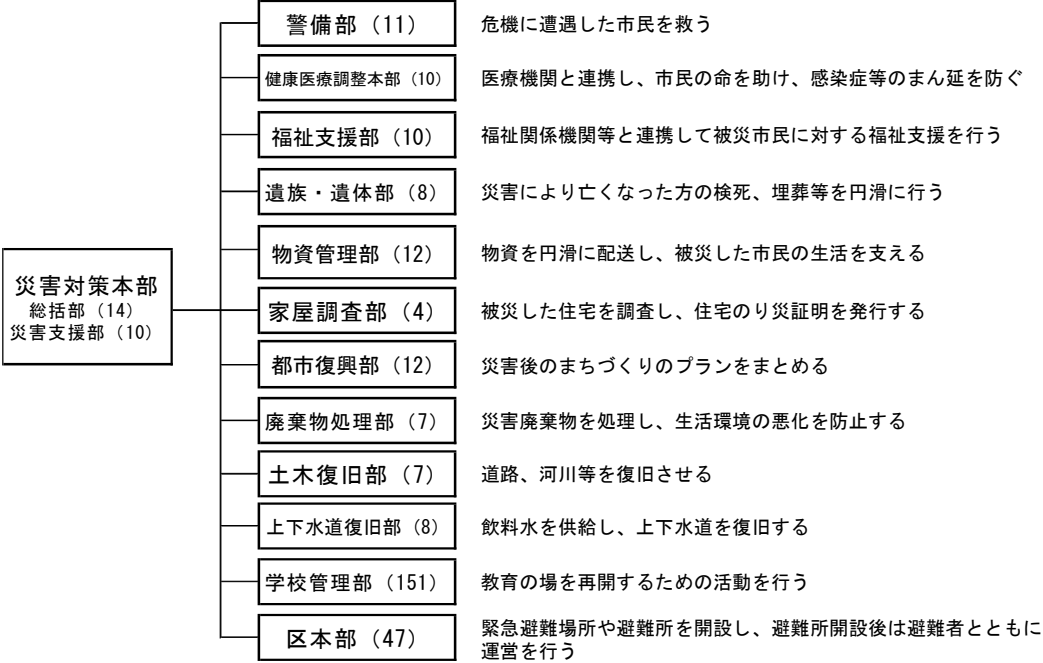 警備部（11）
危機に遭遇した市民を救う
健康医療調整本部（10）
医療機関と連携し、市民の命を助け、感染症等のまん延を防ぐ
福祉支援部（10）
福祉関係機関等と連携して被災市民に対する福祉支援を行う
遺族・遺体部（8）
災害により亡くなった方の検死、埋葬等を円滑に行う
物資管理部（12）
物資を円滑に配送し、被災した市民の生活を支える
災害対策本部
総括部（14）
災害支援部（10）
家屋調査部（4）
被災した住宅を調査し、住宅のり災証明を発行する
都市復興部（12）
災害後のまちづくりのプランをまとめる
廃棄物処理部（7）
災害廃棄物を処理し、生活環境の悪化を防止する
土木復旧部（7）
道路、河川等を復旧させる
上下水道復旧部（8）
飲料水を供給し、上下水道を復旧する
学校管理部（151）
教育の場を再開するための活動を行う
区本部（47）
緊急避難場所や避難所を開設し、避難所開設後は避難者とともに
運営を行う